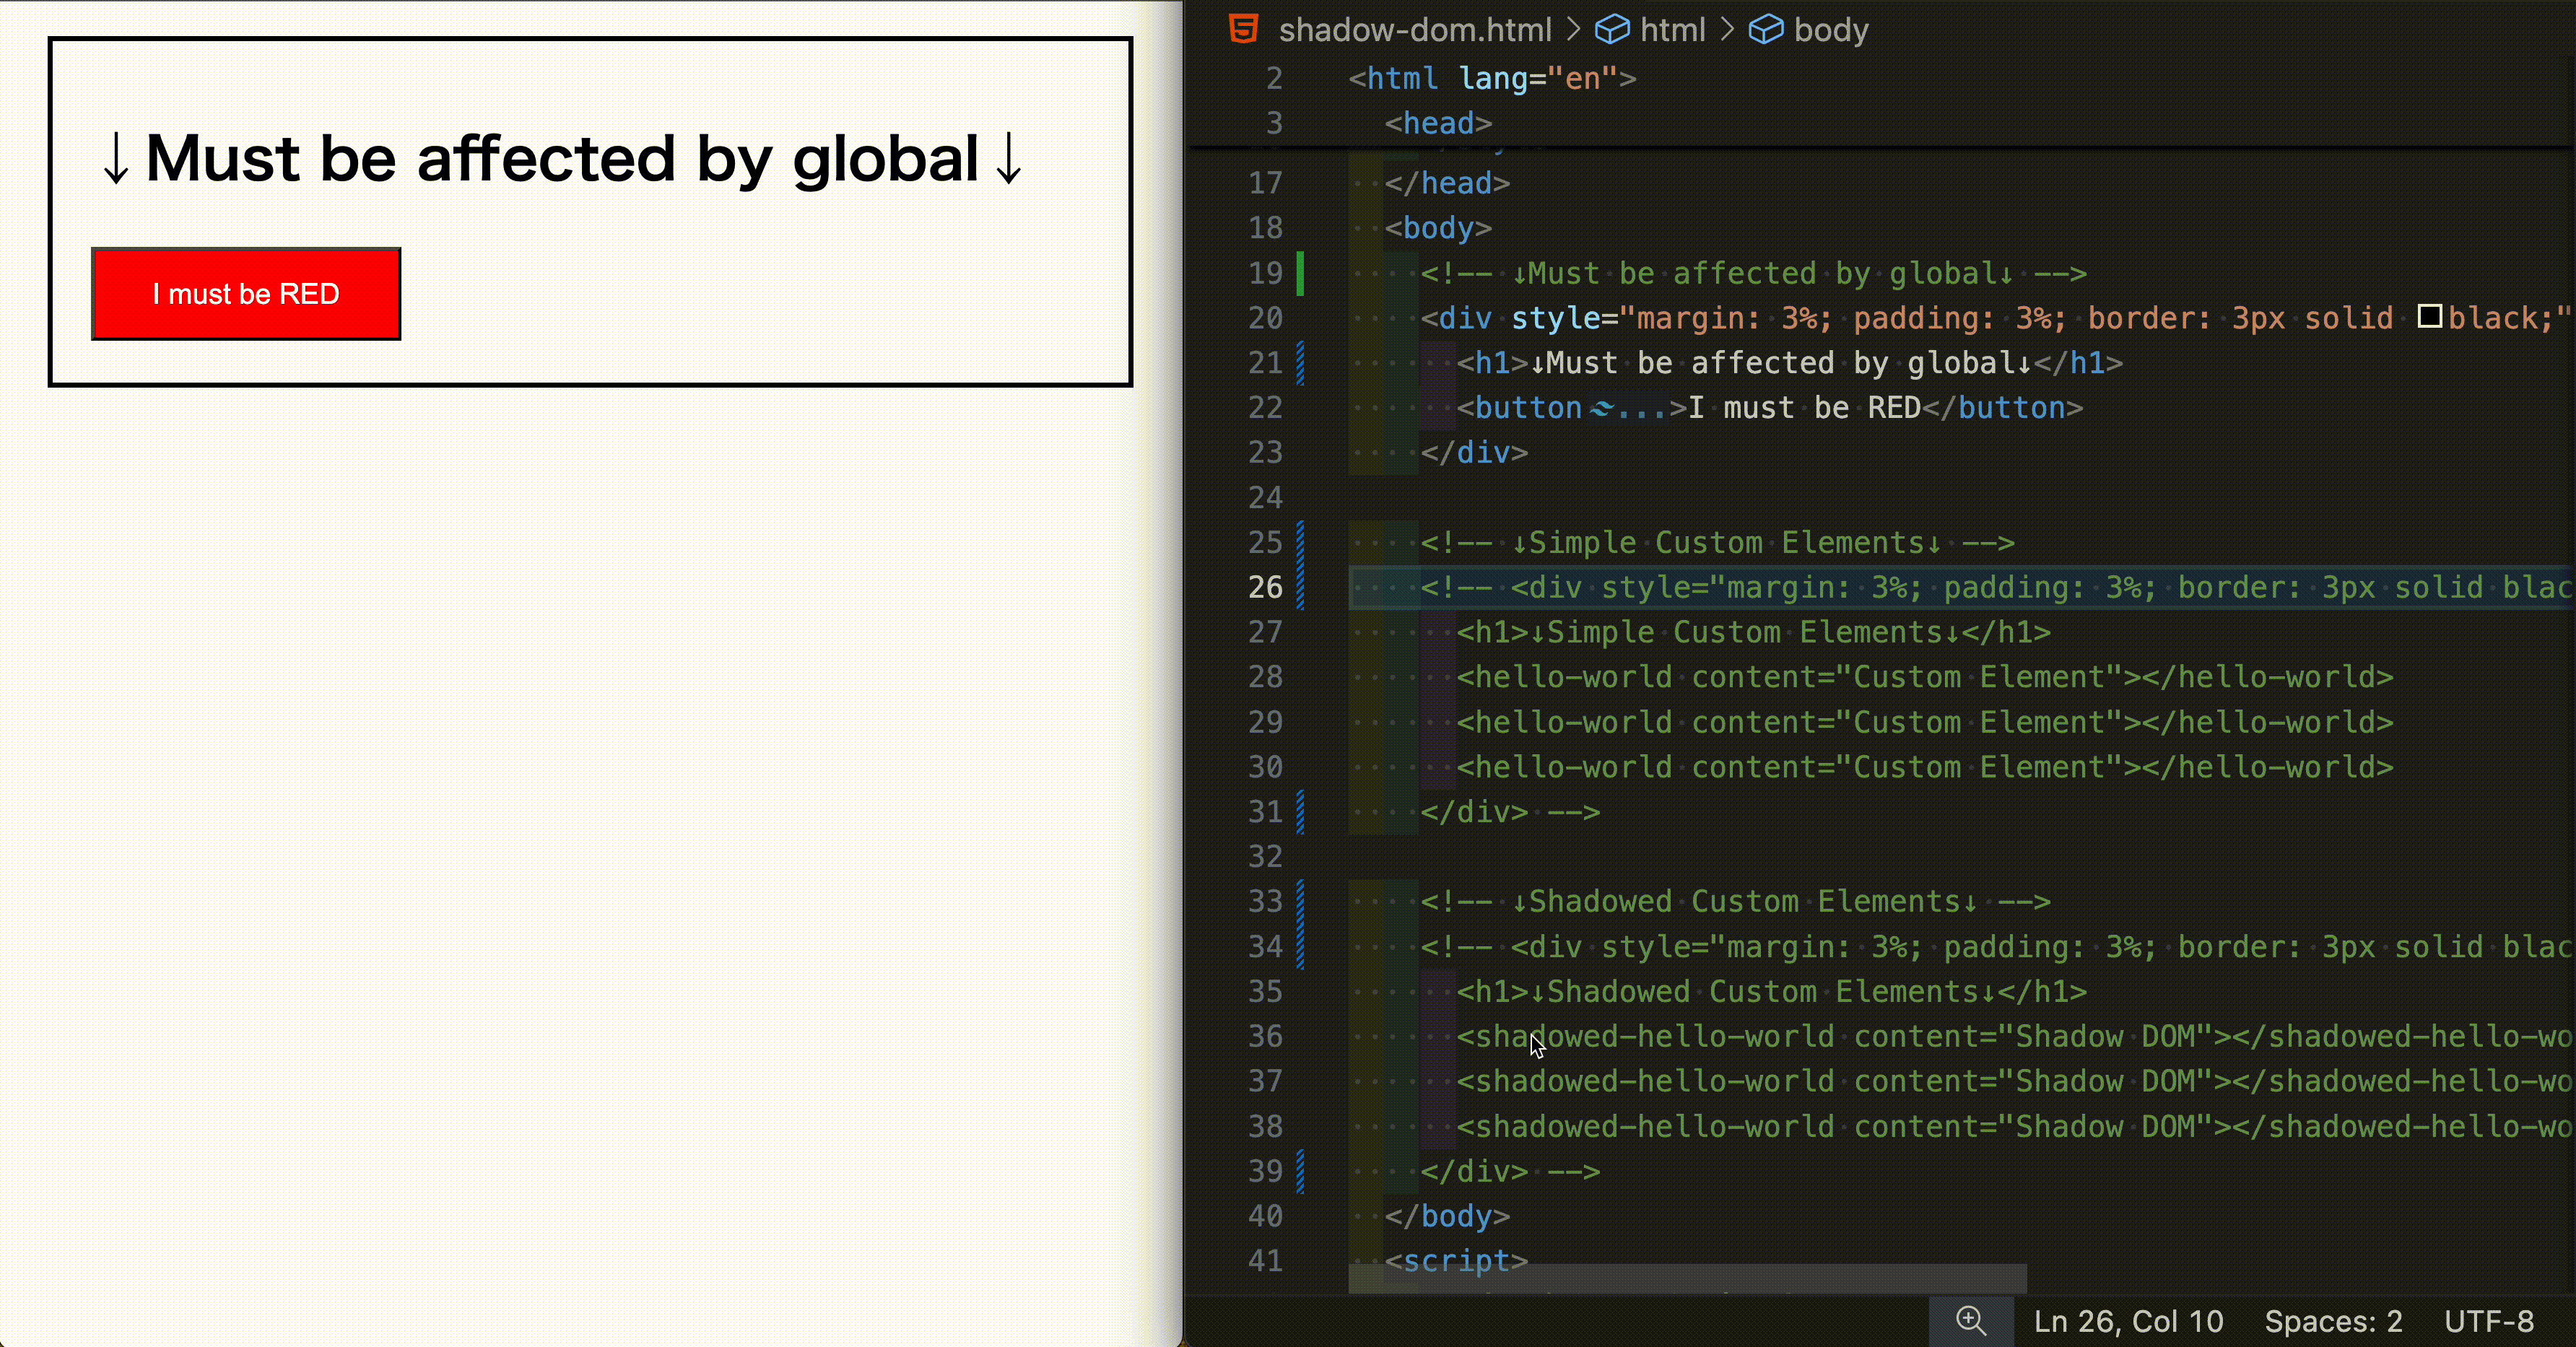 ↓Must be affected by global↓
I must be RED
shadow-dom.html > html > body
2 <html lang="en">
3 <head>
17 </head>
18 <body>
19 <!-- ↓Must be affected by global↓ -->
20 <div style="margin: 3%; padding: 3%; border: 3px solid black;"
21 <h1>↓Must be affected by global↓</h1>
22 <button ...>I must be RED</button>
23 </div>
24
25 <!-- ↓Simple Custom Elements↓ -->
26 <!-- <div style="margin: 3%; padding: 3%; border: 3px solid blac
27 <h1>↓Simple Custom Elements↓</h1>
28 <hello-world content="Custom Element"></hello-world>
29 <hello-world content="Custom Element"></hello-world>
30 <hello-world content="Custom Element"></hello-world>
31 </div> -->
32
33 <!-- ↓Shadowed Custom Elements↓ -->
34 <!-- <div style="margin: 3%; padding: 3%; border: 3px solid blac
35 <h1>↓Shadowed Custom Elements↓</h1>
36 <shadowed-hello-world content="Shadow DOM"></shadowed-hello-wo
37 <shadowed-hello-world content="Shadow DOM"></shadowed-hello-wo
38 <shadowed-hello-world content="Shadow DOM"></shadowed-hello-wo
39 </div> -->
40 </body>
41 <script>
Ln 26, Col 10 Spaces: 2 UTF-8